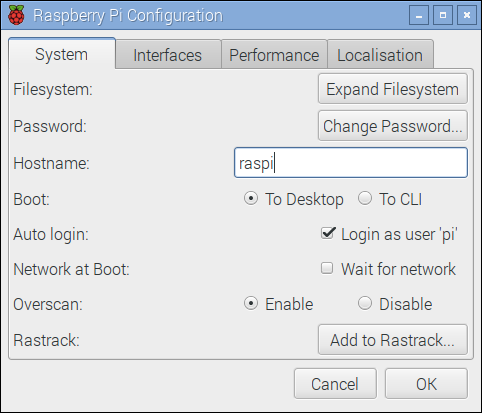 Raspberry Pi Configuration
System Interfaces Performance Localisation
Filesystem: Expand Filesystem
Password: Change Password...
Hostname: raspi
Boot: To Desktop To CLI
Auto login: Login as user 'pi'
Network at Boot: Wait for network
Overscan: Enable Disable
Rastrack: Add to Rastrack...
Cancel OK